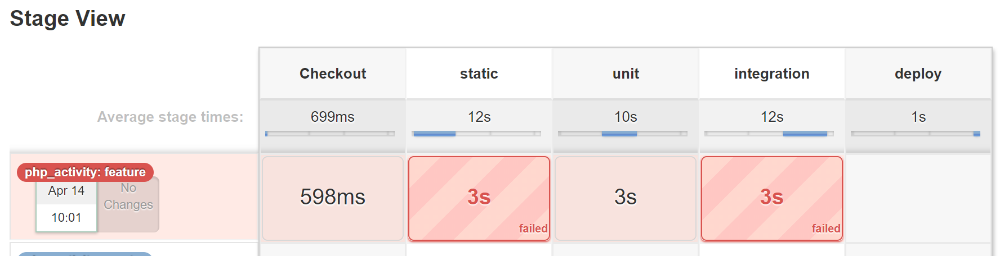 Stage View
Checkout static unit integration deploy
Average stage times: 699ms 12s 10s 12s 1s
php_activity: feature
Apr 14
10:01
No
Changes
598ms 3s 3s 3s
failed failed